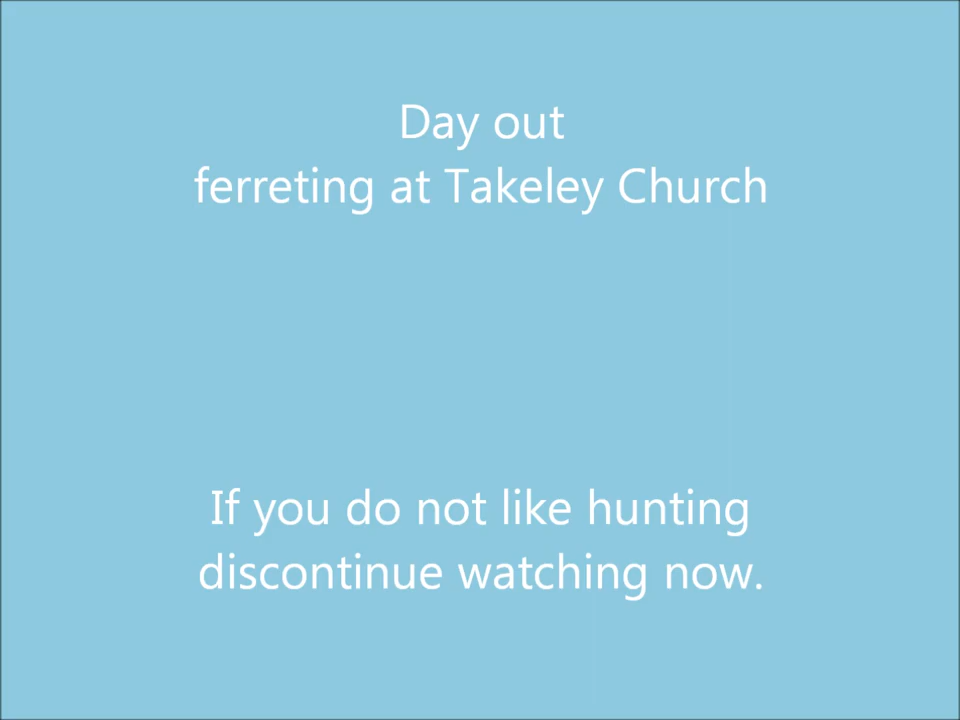 Day out
ferreting at Takeley Church
If you do not like hunting
discontinue watching now.